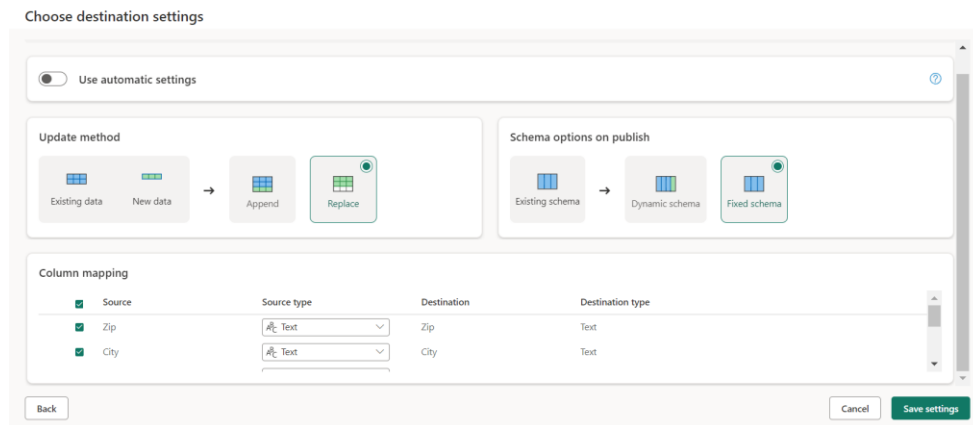 Choose destination settings
Use automatic settings
Update method
Existing data
New data
Append
Replace
Schema options on publish
Existing schema
Dynamic schema
Fixed schema
Column mapping
Source Source type Destination Destination type
Zip Text Zip Text
City Text City Text
Back
Cancel
Save settings